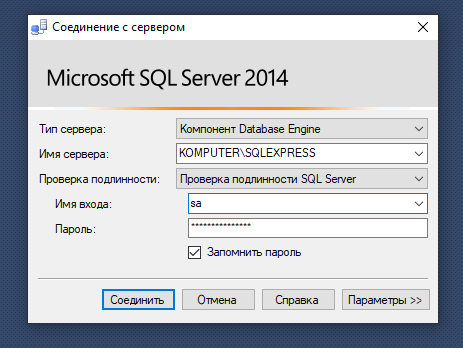 Соединение с сервером
Microsoft SQL Server 2014
Тип сервера: Компонент Database Engine
Имя сервера: KOMPUTER\SQLEXPRESS
Проверка подлинности: Проверка подлинности SQL Server
Имя входа: sa
Пароль: ***************
Запомнить пароль
Соединить Отмена Справка Параметры >>